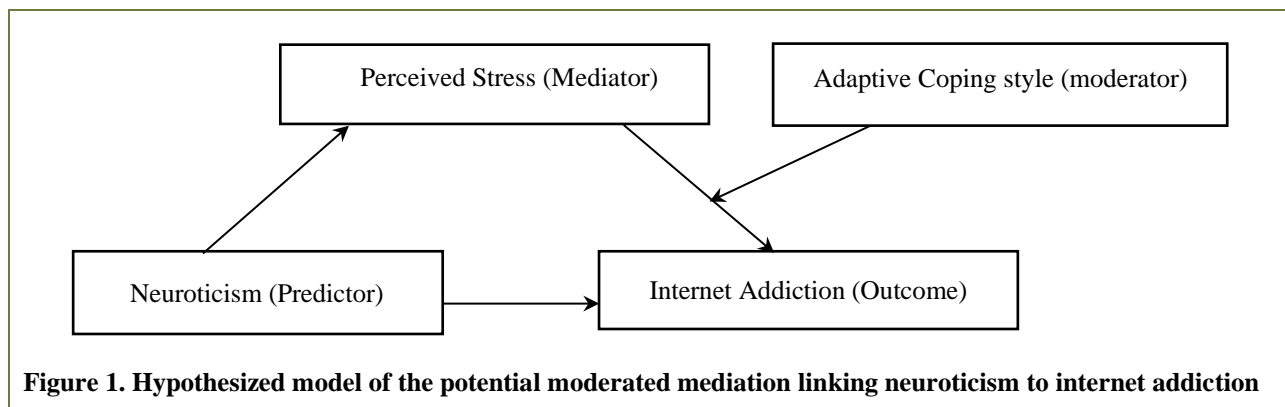 Perceived Stress (Mediator)
Adaptive Coping style (moderator)
Neuroticism (Predictor)
Internet Addiction (Outcome)
Figure 1. Hypothesized model of the potential moderated mediation linking neuroticism to internet addiction